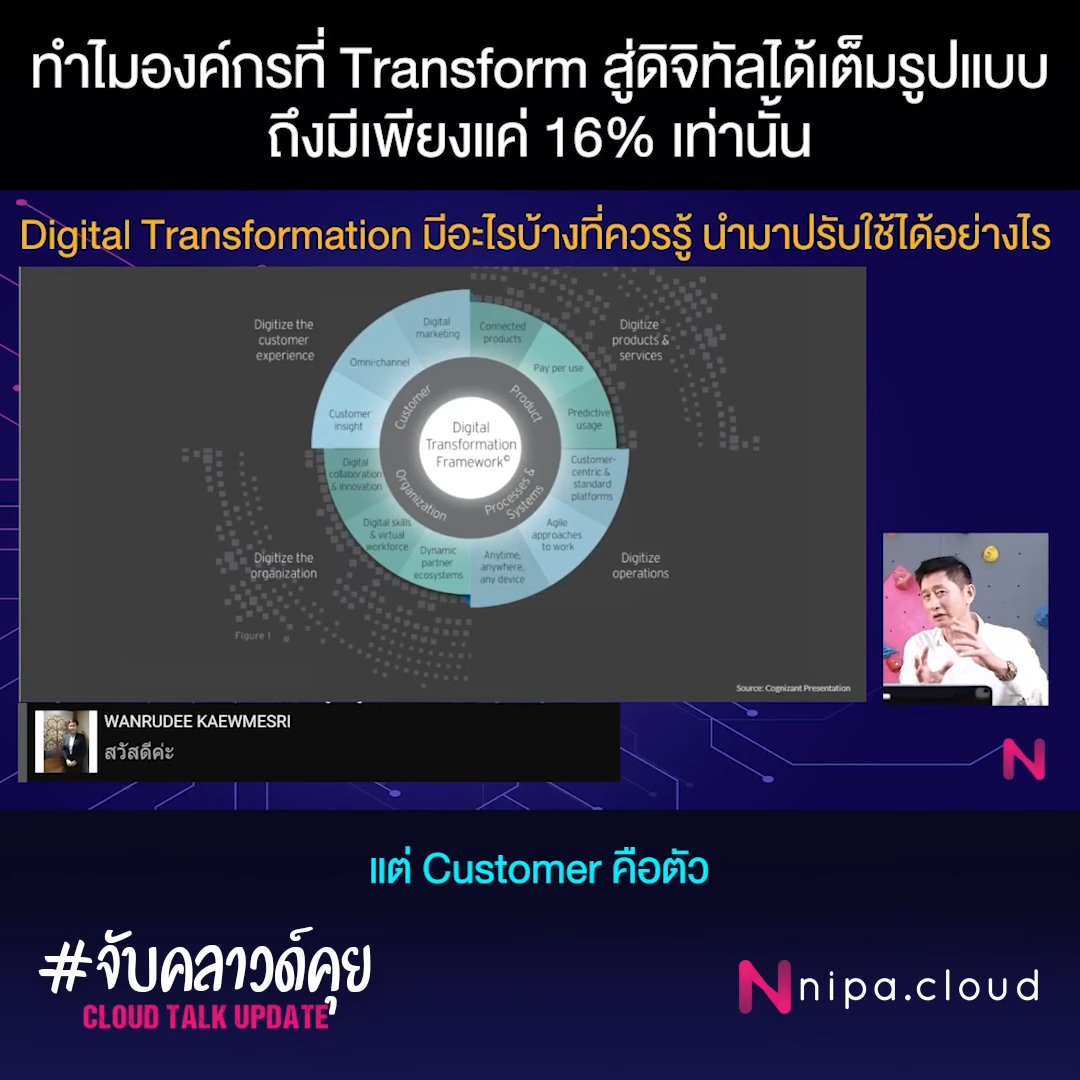 ทำไมองค์กรที่ Transform สู่ดิจิทัลได้เต็มรูปแบบ
ถึงมีเพียงแค่ 16% เท่านั้น
Digital Transformation มีอะไรบ้างที่ควรรู้ นำมาปรับใช้ได้อย่างไร
Digitize the
customer
experience
Digital
marketing
Omni-channel
Customer
insight
Connected
products
Pay per use
Predictive
usage
Digitize
products &
services
Customer
Product
Digital
Transformation
Framework©
Organization
Processes &
Systems
Digital
collaboration
& innovation
Digital skills
& virtual
workforce
Dynamic
partner
ecosystems
Customer-
centric &
standard
platforms
Agile
approaches
to work
Anytime,
anywhere,
any device
Digitize the
organization
Digitize
operations
Figure 1
Source: Cognizant Presentation
WANRUDEE KAEWMESRI
สวัสดีค่ะ
N
แต่ Customer คือตัว
#จับคลาวด์คุย
CLOUD TALK UPDATE
N nipa.cloud